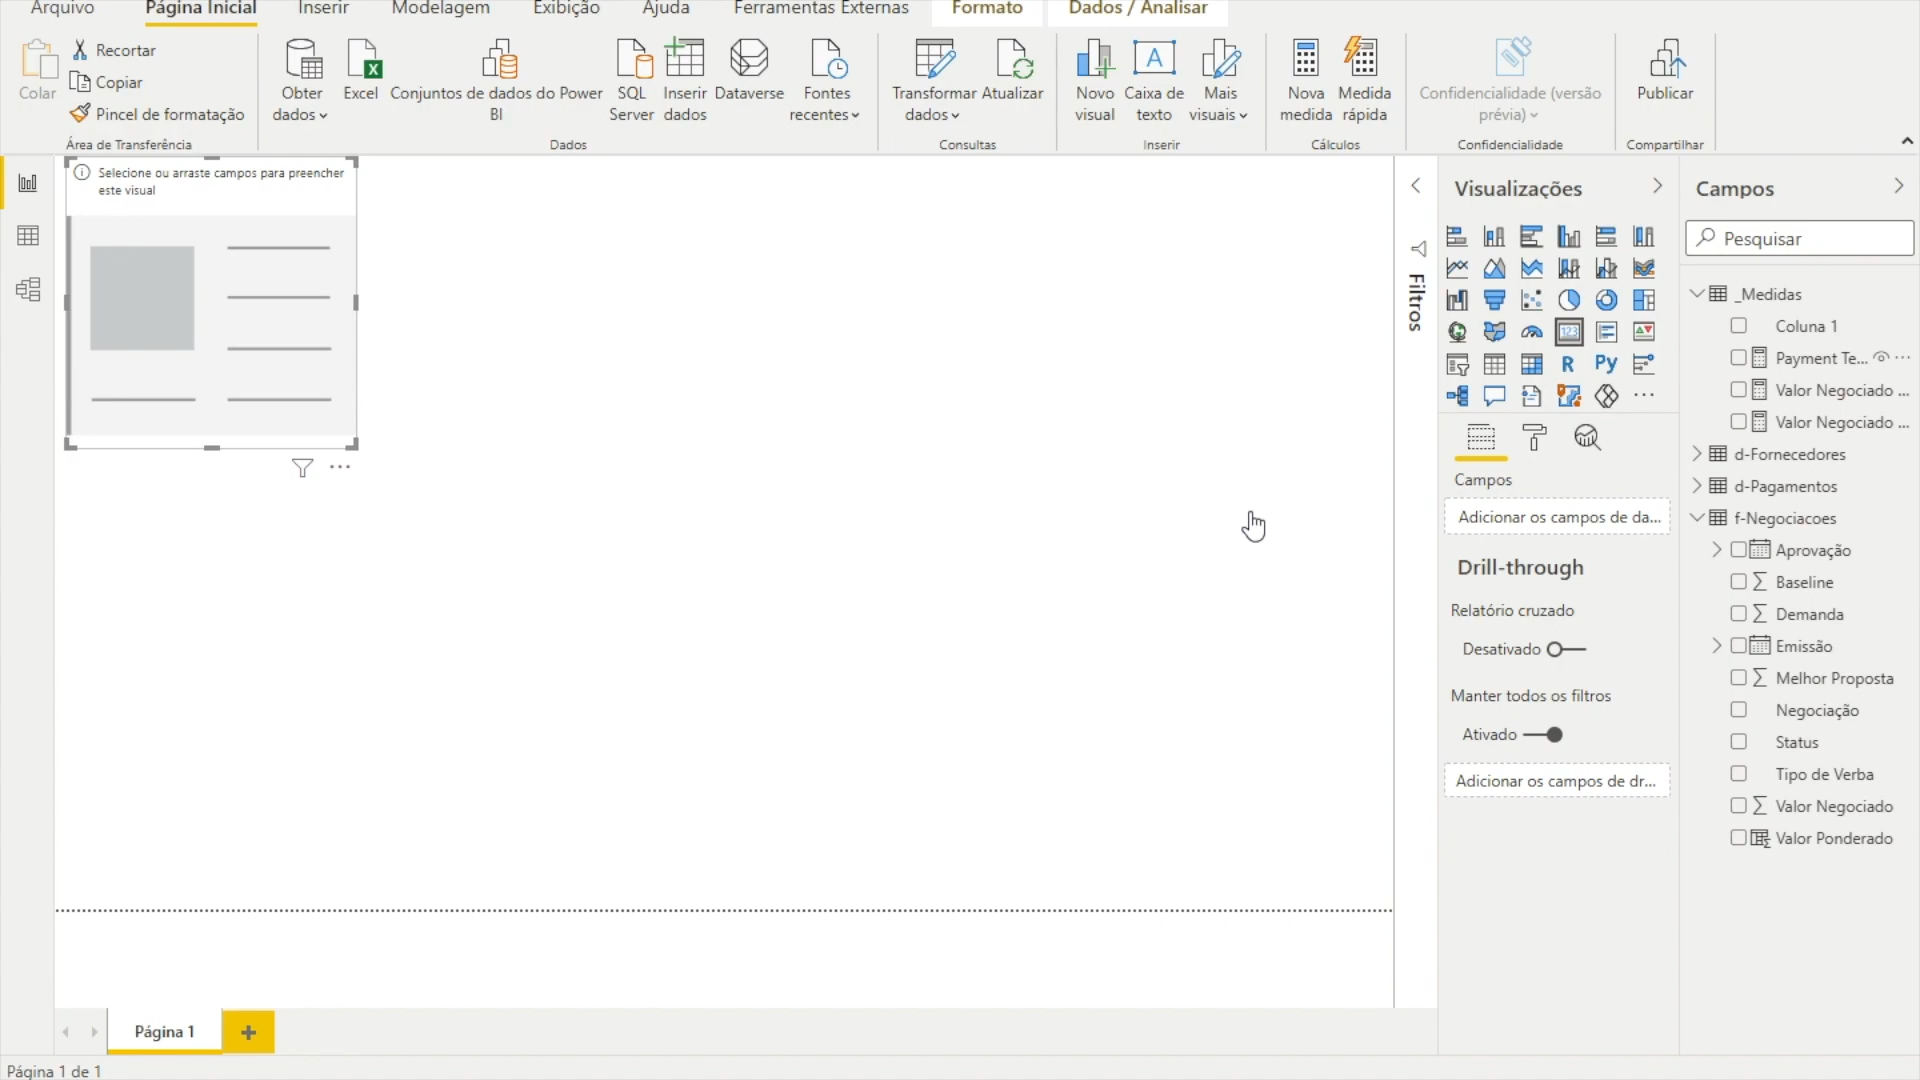 Arquivo
Página Inicial
Inserir
Modelagem
Exibição
Ajuda
Ferramentas Externas
Formato
Dados / Analisar
Colar
Recortar
Copiar
Pincel de formatação
Área de Transferência
Obter dados
Excel
Conjuntos de dados do Power BI
SQL Server
Inserir dados
Dataverse
Fontes recentes
Dados
Transformar dados
Atualizar
Consultas
Novo visual
Caixa de texto
A
Mais visuais
Inserir
Nova medida
Medida rápida
Cálculos
Confidencialidade (versão prévia)
Confidencialidade
Publicar
Compartilhar
Selecione ou arraste campos para preencher
este visual
Filtros
Visualizações
123
R
Py
Campos
Adicionar os campos de da...
Drill-through
Relatório cruzado
Desativado
Manter todos os filtros
Ativado
Adicionar os campos de dr...
Campos
Pesquisar
_Medidas
Coluna 1
Payment Te...
Valor Negociado ...
Valor Negociado ...
d-Fornecedores
d-Pagamentos
f-Negociacoes
Aprovação
Baseline
Demanda
Emissão
Melhor Proposta
Negociação
Status
Tipo de Verba
Valor Negociado
Valor Ponderado
Página 1
Página 1 de 1